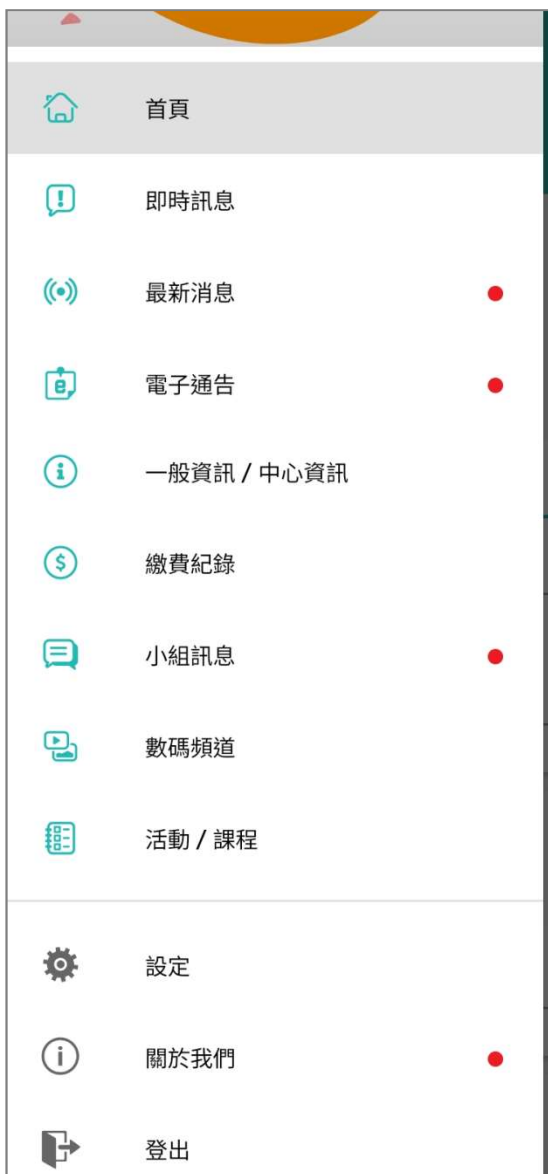 首頁
即時訊息
最新消息
電子通告
一般資訊 / 中心資訊
繳費紀錄
小組訊息
數碼頻道
活動 / 課程
設定
關於我們
登出